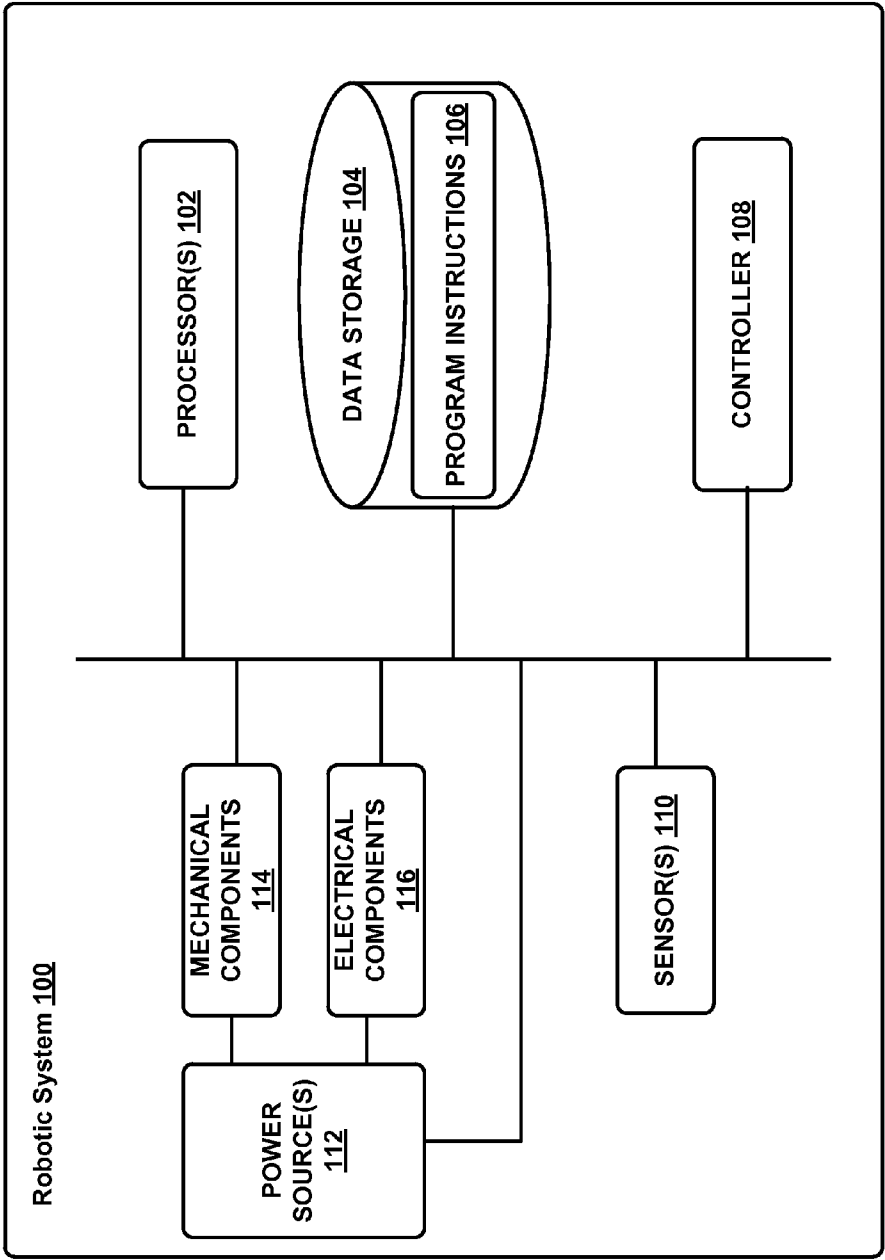 Robotic System 100
POWER
SOURCE(S)
112
MECHANICAL
COMPONENTS
114
ELECTRICAL
COMPONENTS
116
SENSOR(S) 110
PROCESSOR(S) 102
DATA STORAGE 104
PROGRAM INSTRUCTIONS 106
CONTROLLER 108